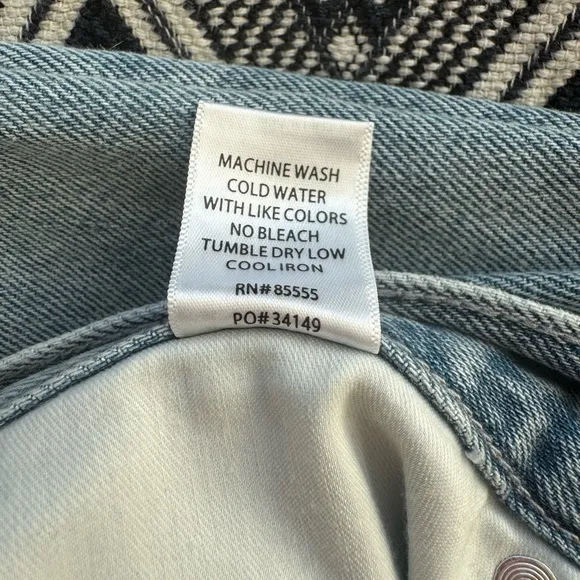 MACHINE WASH
COLD WATER
WITH LIKE COLORS
NO BLEACH
TUMBLE DRY LOW
COOL IRON
RN# 85555
PO# 34149